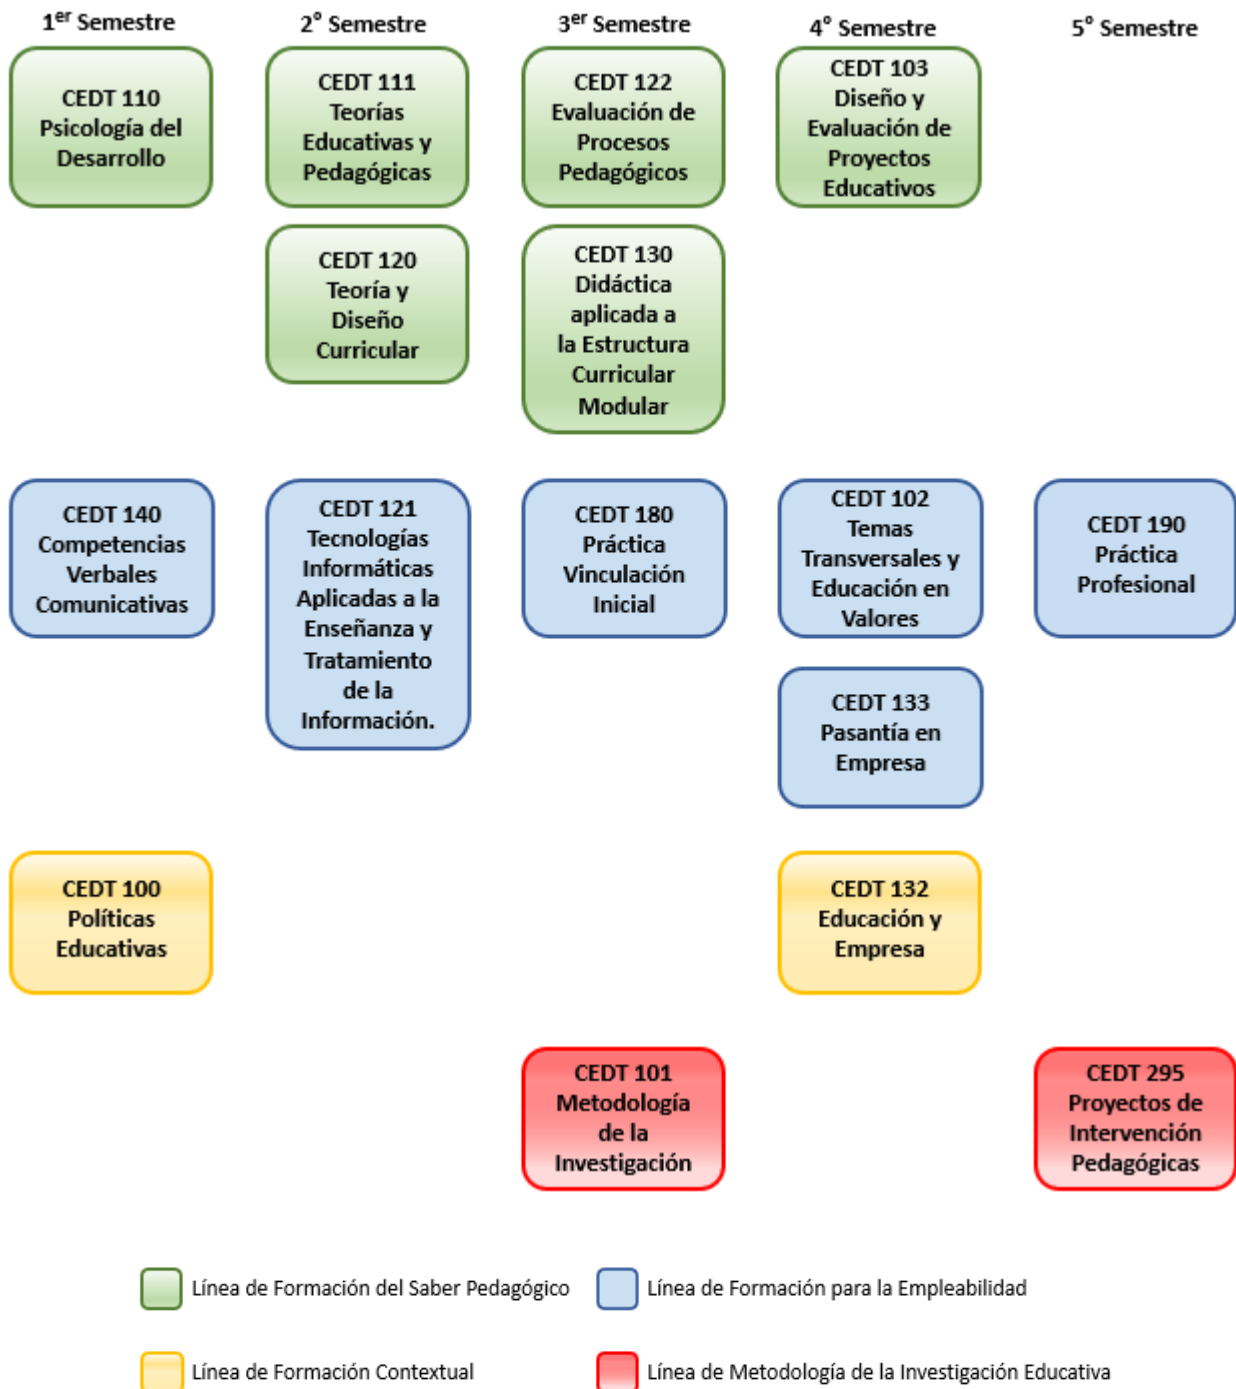 1er Semestre
2° Semestre
3er Semestre
4° Semestre
5° Semestre
CEDT 110
Psicología del
Desarrollo
CEDT 111
Teorías
Educativas y
Pedagógicas
CEDT 122
Evaluación de
Procesos
Pedagógicos
CEDT 103
Diseño y
Evaluación de
Proyectos
Educativos
CEDT 120
Teoría y
Diseño
Curricular
CEDT 130
Didáctica
aplicada a
la Estructura
Curricular
Modular
CEDT 140
Competencias
Verbales
Comunicativas
CEDT 121
Tecnologías
Informáticas
Aplicadas a la
Enseñanza y
Tratamiento
de la
Información.
CEDT 180
Práctica
Vinculación
Inicial
CEDT 102
Temas
Transversales y
Educación en
Valores
CEDT 190
Práctica
Profesional
CEDT 133
Pasantía en
Empresa
CEDT 100
Políticas
Educativas
CEDT 132
Educación y
Empresa
CEDT 101
Metodología
de la
Investigación
CEDT 295
Proyectos de
Intervención
Pedagógicas
Línea de Formación del Saber Pedagógico
Línea de Formación para la Empleabilidad
Línea de Formación Contextual
Línea de Metodología de la Investigación Educativa